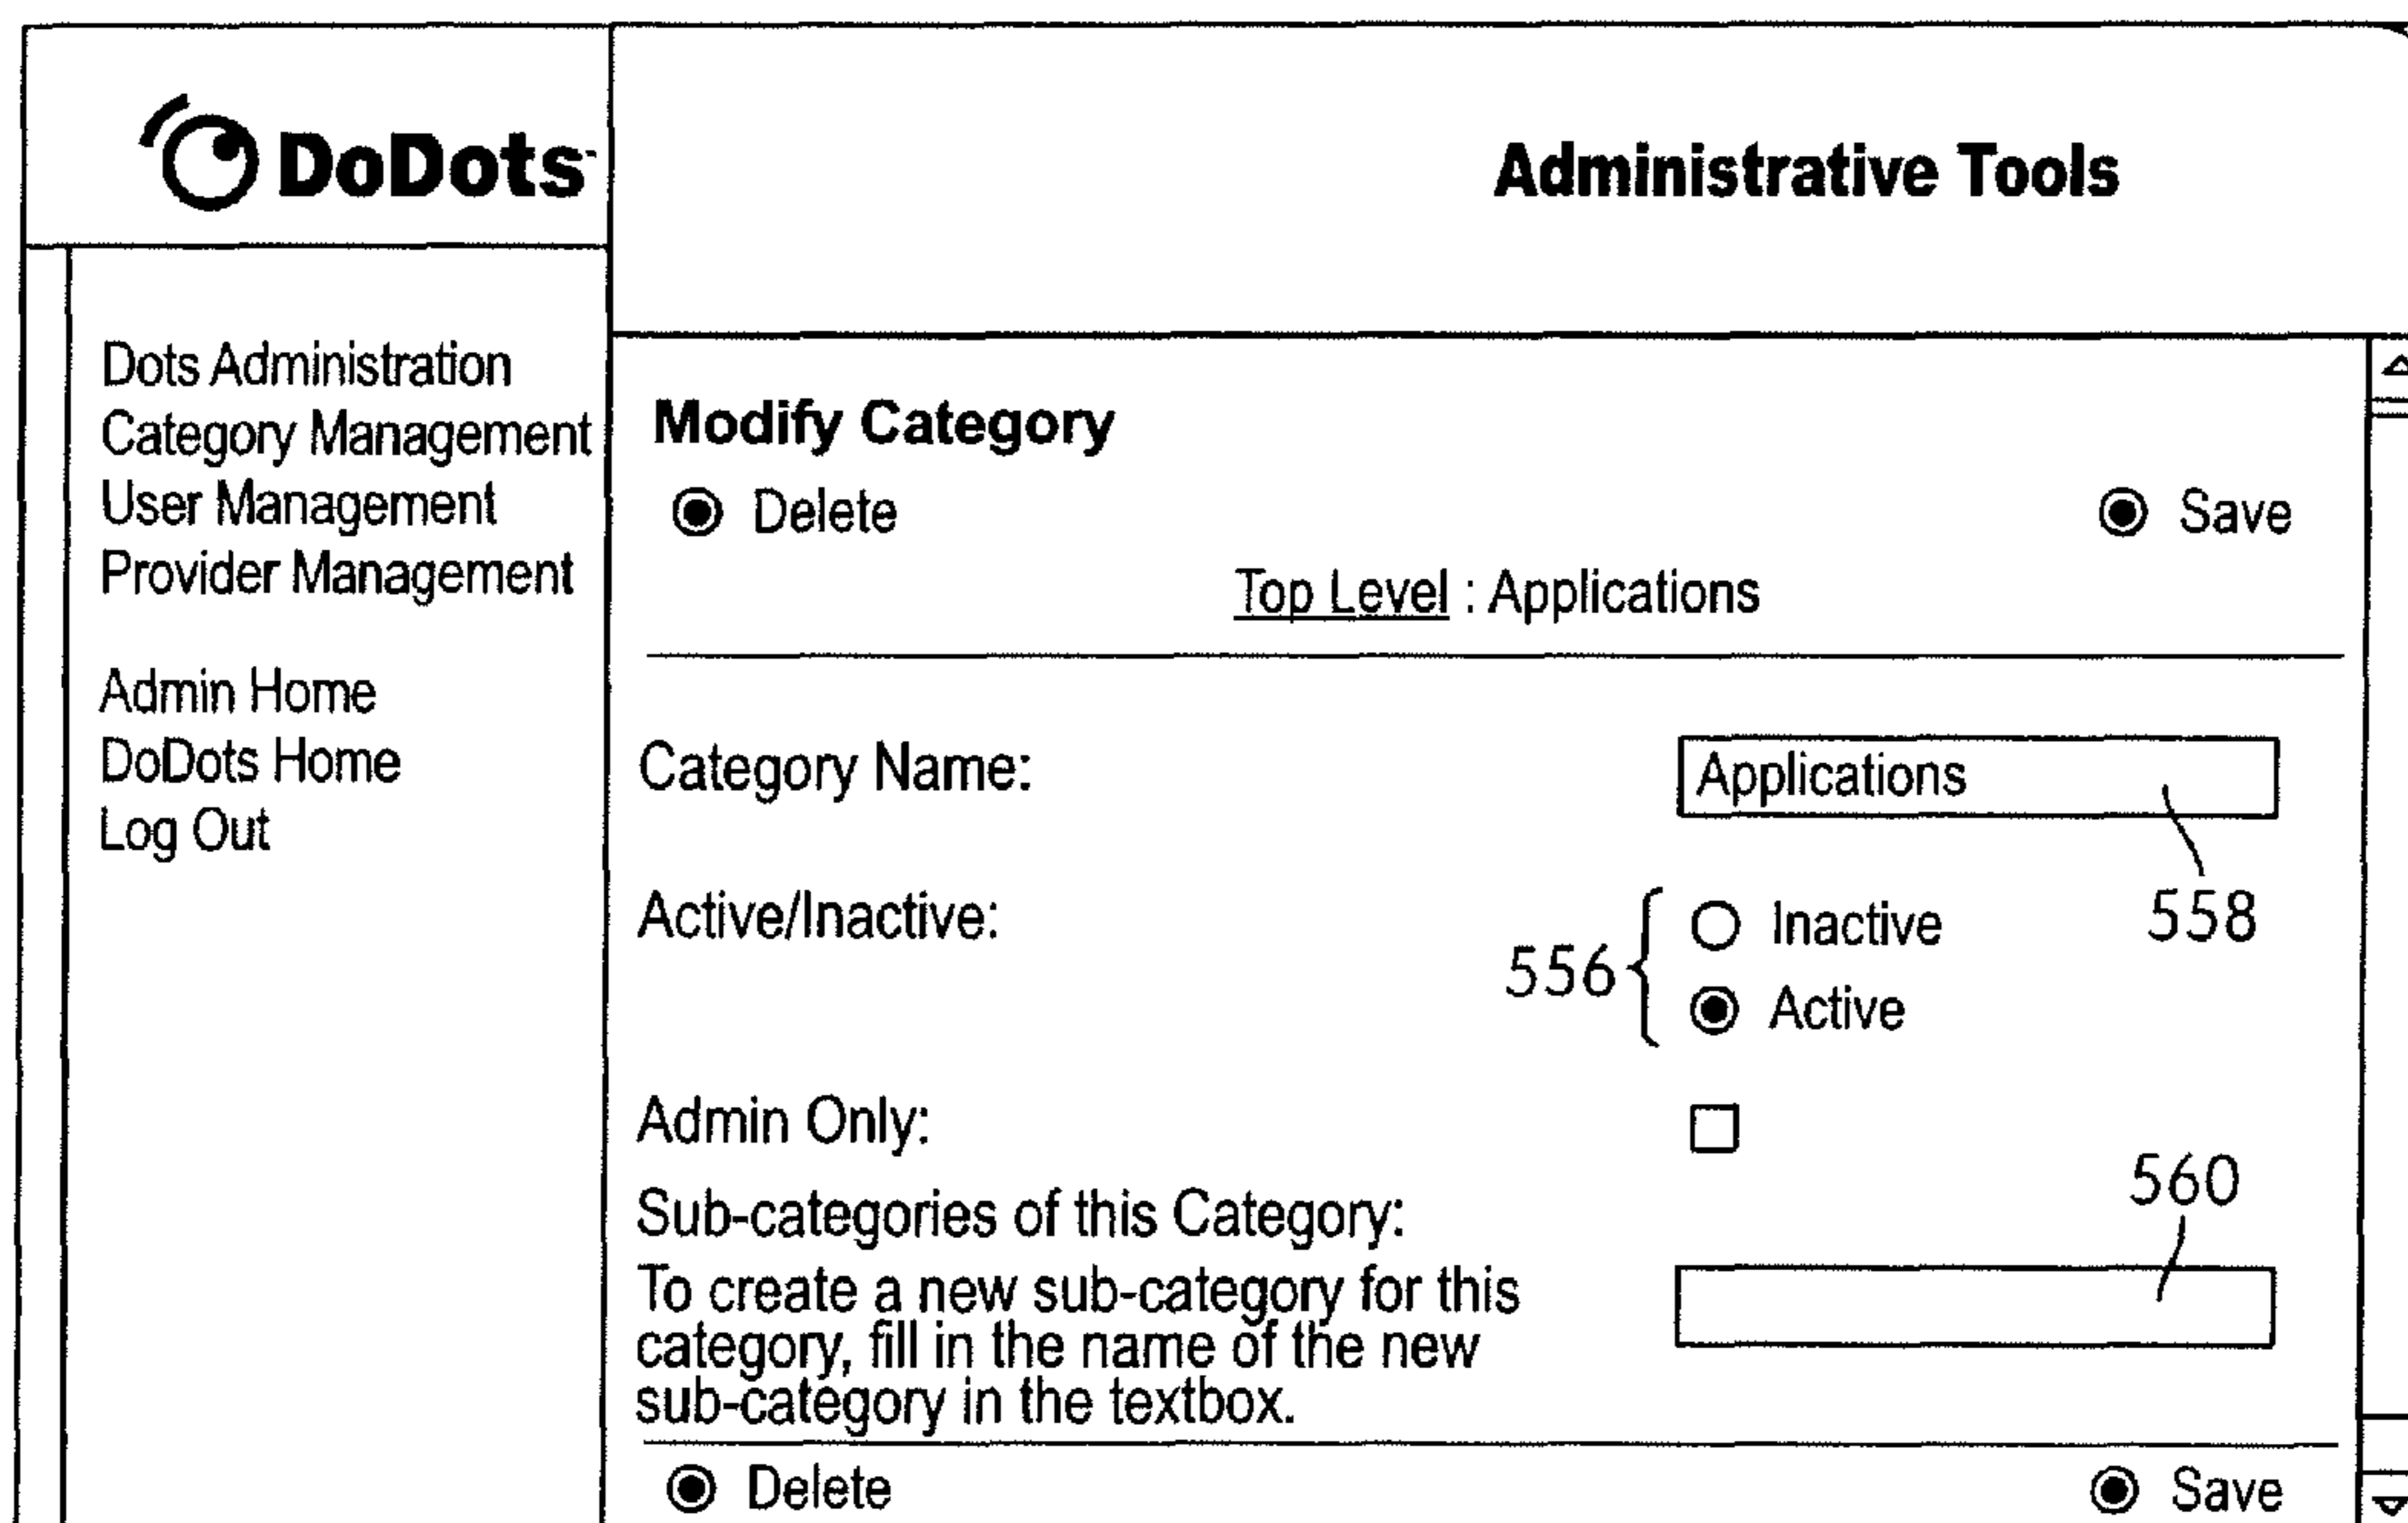 DoDots
Administrative Tools
Dots Administration
Category Management
User Management
Provider Management
Admin Home
DoDots Home
Log Out
Modify Category
Delete
Save
Top Level : Applications
Category Name:
Applications
558
Active/Inactive:
556
Inactive
Active
Admin Only:
560
Sub-categories of this Category:
To create a new sub-category for this
category, fill in the name of the new
sub-category in the textbox.
Delete
Save